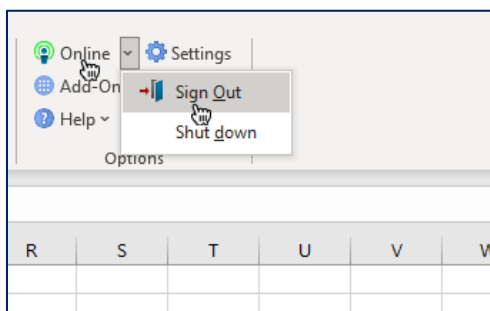 Online Settings
Add-On
Sign Out
Help
Shut down
Options
R S T U V